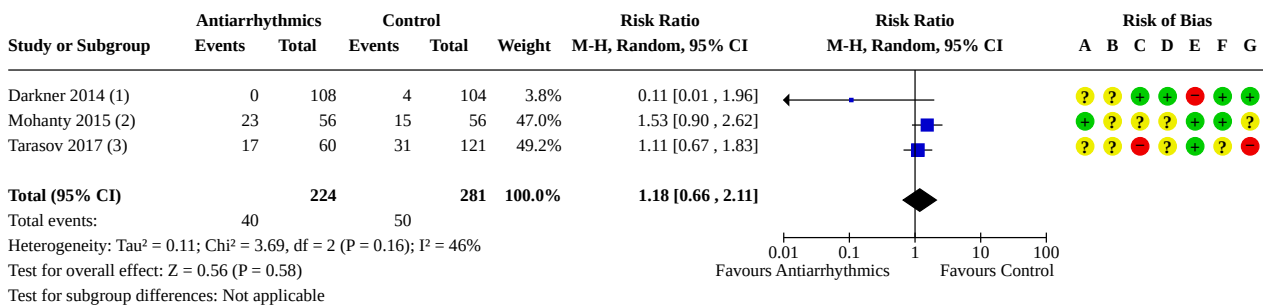 Antiarrhythmics Control Risk Ratio Risk Ratio Risk of Bias
Study or Subgroup Events Total Events Total Weight M-H, Random, 95% CI M-H, Random, 95% CI A B C D E F G
Darkner 2014 (1) 0 108 4 104 3.8% 0.11 [0.01 , 1.96] ? ? + + − + +
Mohanty 2015 (2) 23 56 15 56 47.0% 1.53 [0.90 , 2.62] + ? ? ? + + ?
Tarasov 2017 (3) 17 60 31 121 49.2% 1.11 [0.67 , 1.83] ? ? − ? + ? −
Total (95% CI) 224 281 100.0% 1.18 [0.66 , 2.11]
Total events: 40 50
Heterogeneity: Tau² = 0.11; Chi² = 3.69, df = 2 (P = 0.16); I² = 46%
0.01 0.1 1 10 100
Test for overall effect: Z = 0.56 (P = 0.58)
Favours Antiarrhythmics Favours Control
Test for subgroup differences: Not applicable